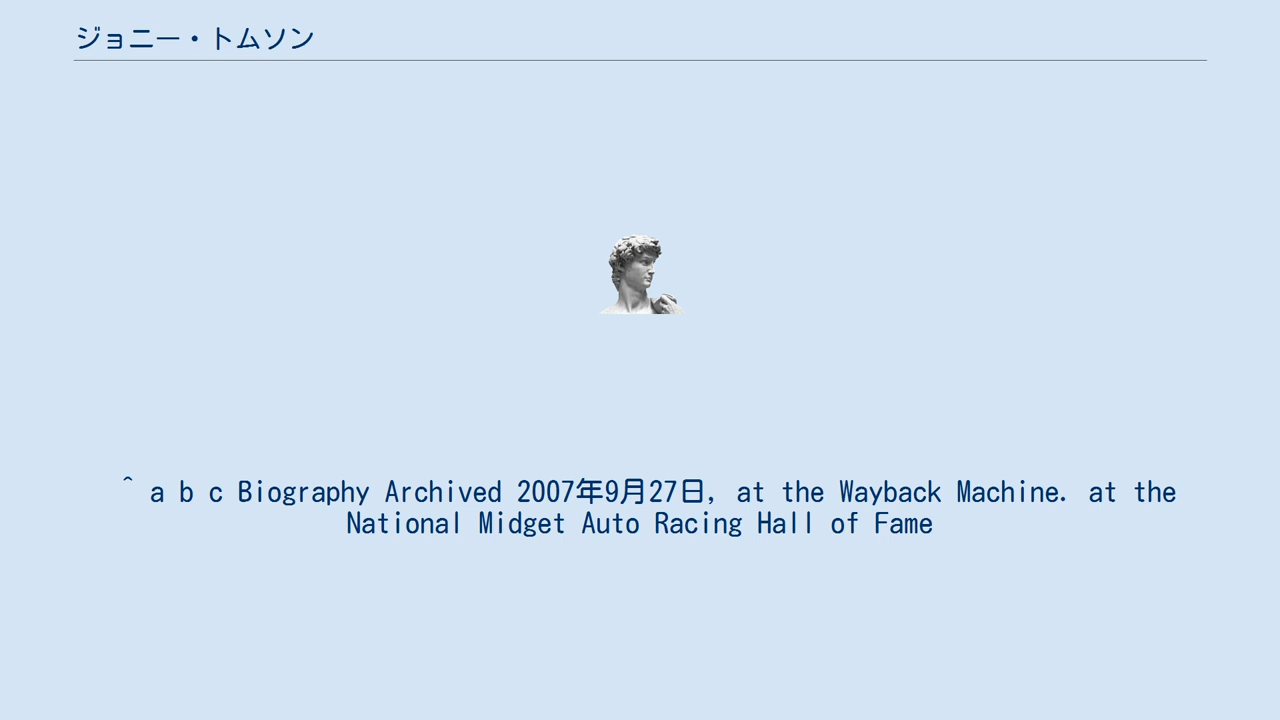 ジョニー・トムソン
^ a b c Biography Archived 2007年9月27日, at the Wayback Machine. at the
National Midget Auto Racing Hall of Fame